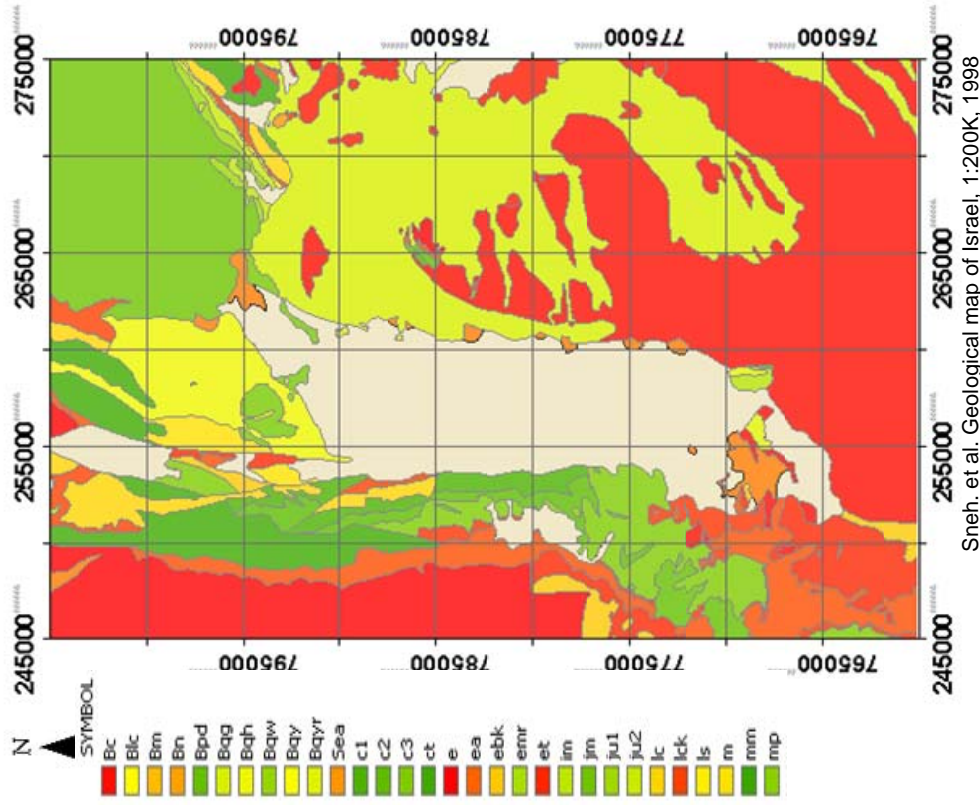 N
SYMBOL
Bc
Blc
Bm
Bn
Bpd
Bqg
Bqh
Bqw
Bqy
Bqyr
Sea
c1
c2
c3
ct
e
ea
ebk
emr
et
im
jm
ju1
ju2
lc
lck
ls
m
mm
mp
245000
255000
265000
275000
795000
785000
775000
765000
795000
785000
775000
765000
245000
255000
265000
275000
Sneh., et al. Geological map of Israel, 1:200K, 1998